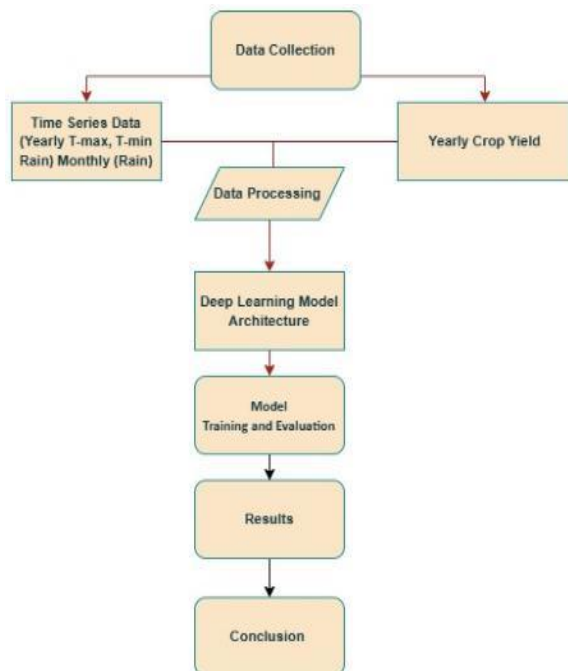 Data Collection
Time Series Data
(Yearly T-max, T-min
Rain) Monthly (Rain)
Yearly Crop Yield
Data Processing
Deep Learning Model
Architecture
Model
Training and Evaluation
Results
Conclusion